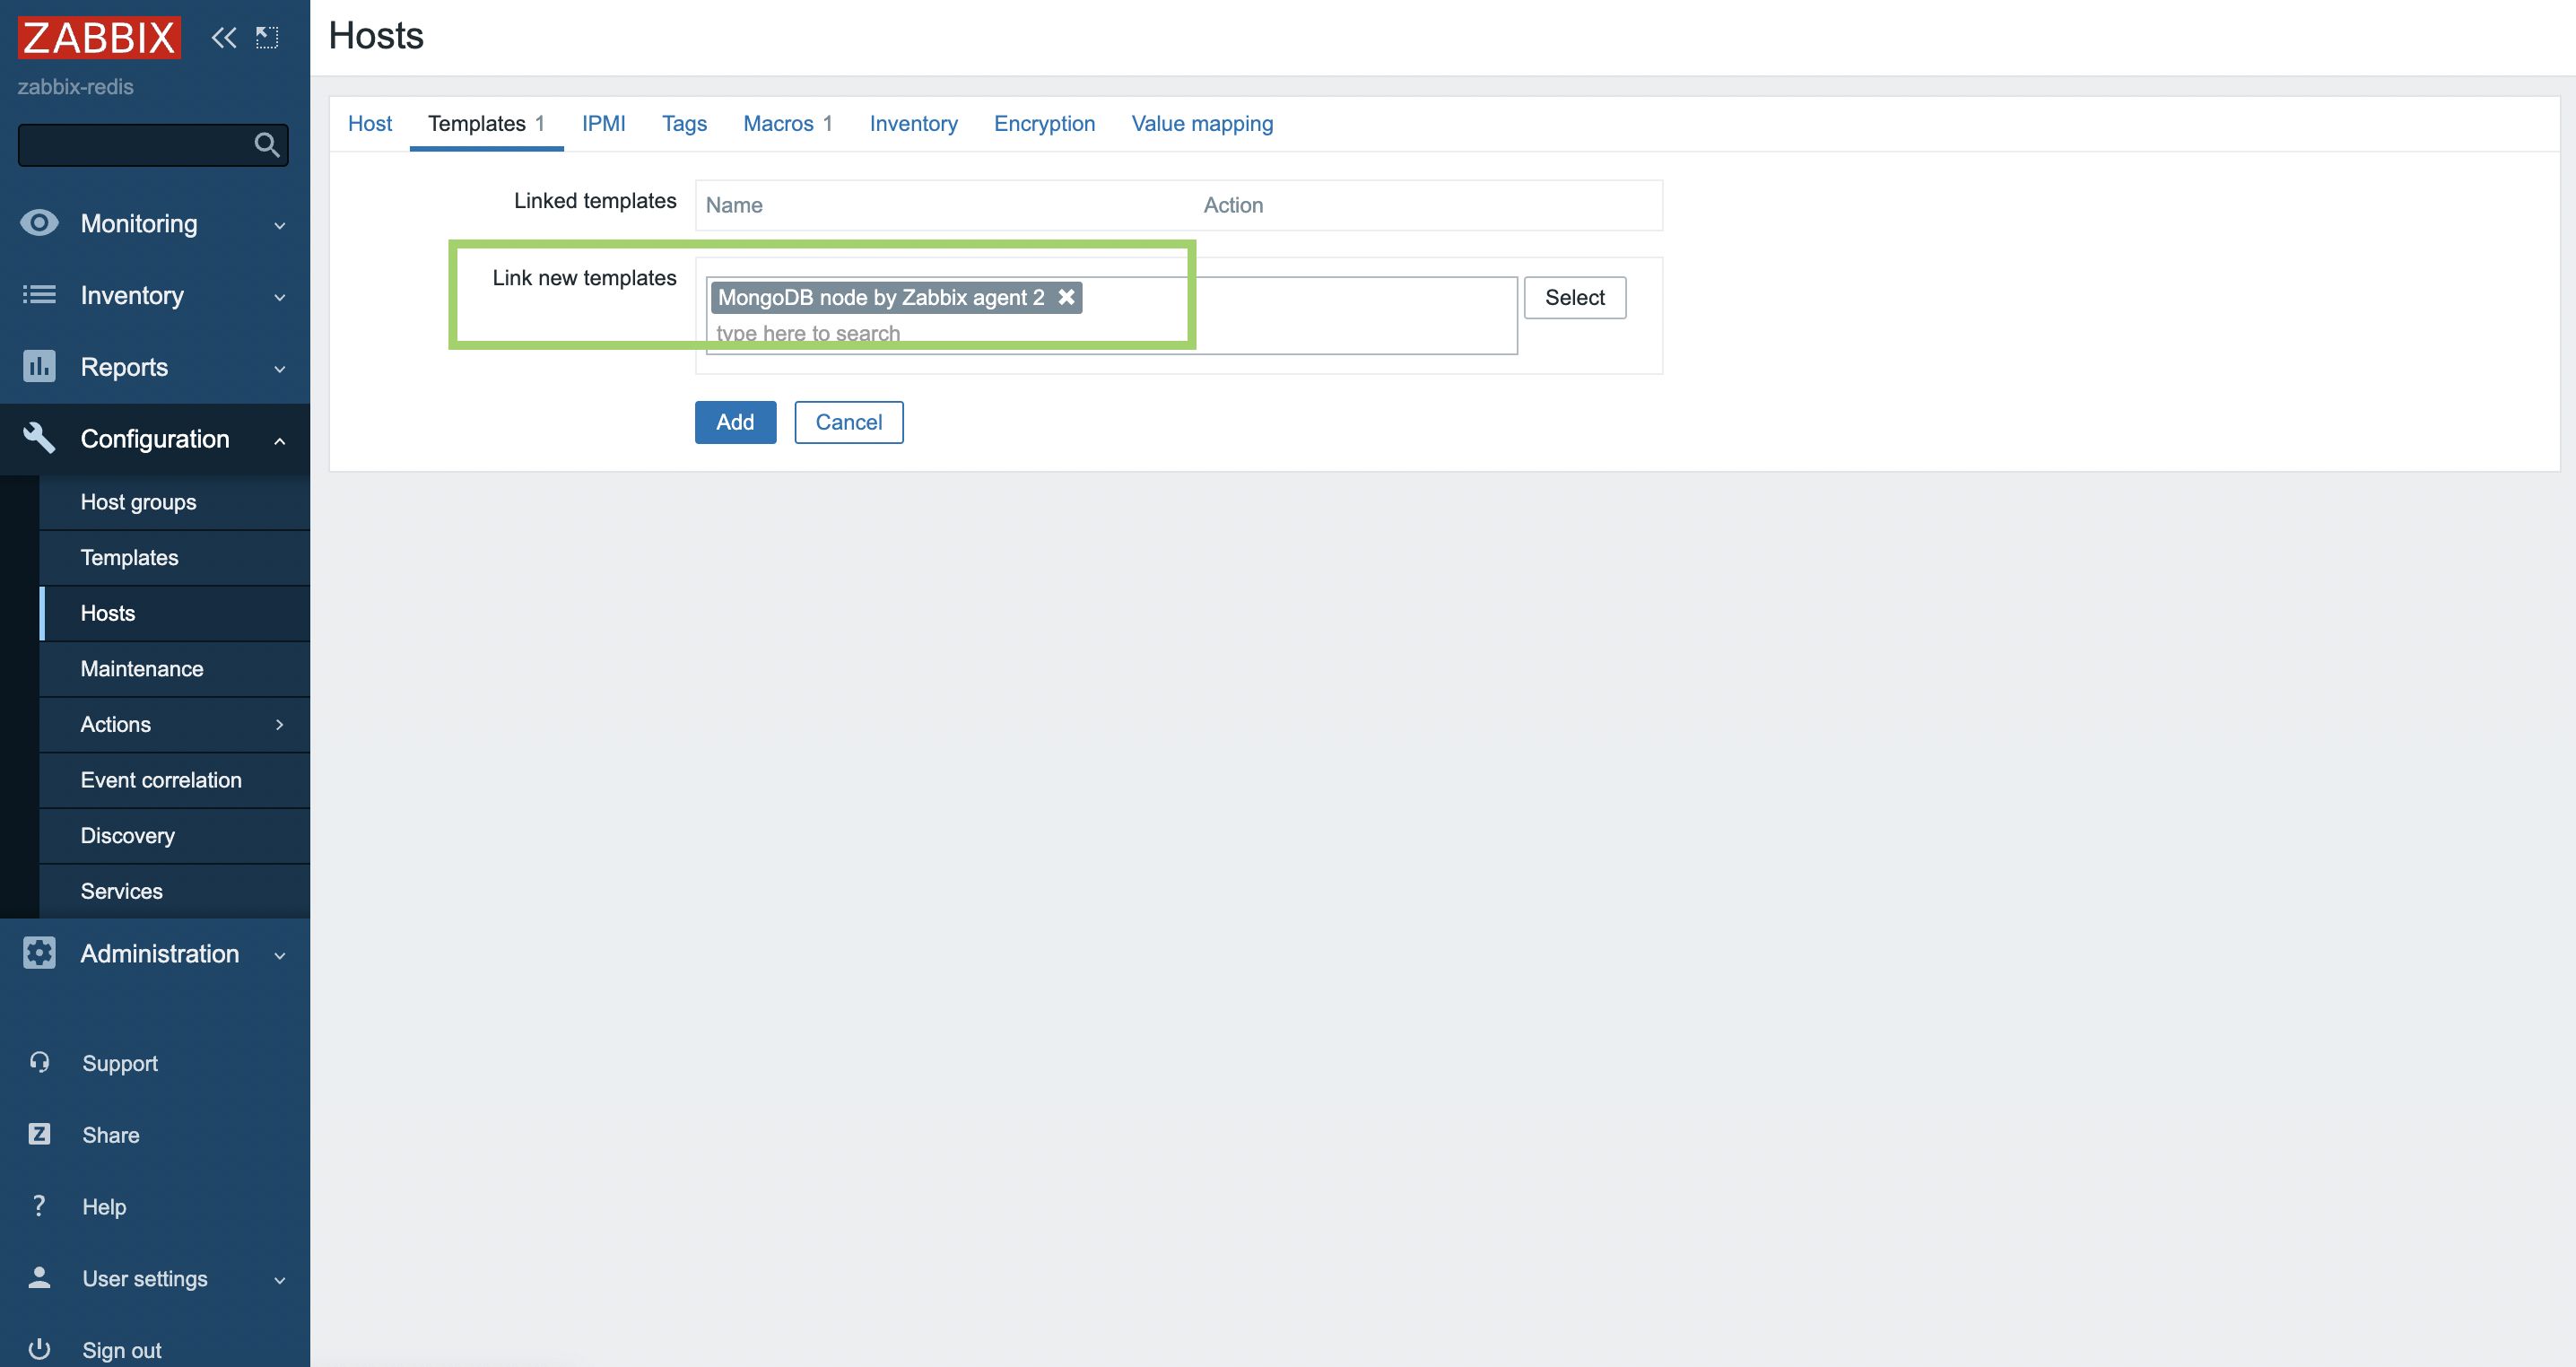 ZABBIX
zabbix-redis
Monitoring
Inventory
Reports
Configuration
Host groups
Templates
Hosts
Maintenance
Actions
Event correlation
Discovery
Services
Administration
Support
Z Share
? Help
User settings
Sign out
Hosts
Host Templates 1 IPMI Tags Macros 1 Inventory Encryption Value mapping
Linked templates Name Action
Link new templates MongoDB node by Zabbix agent 2 Select
type here to search
Add Cancel